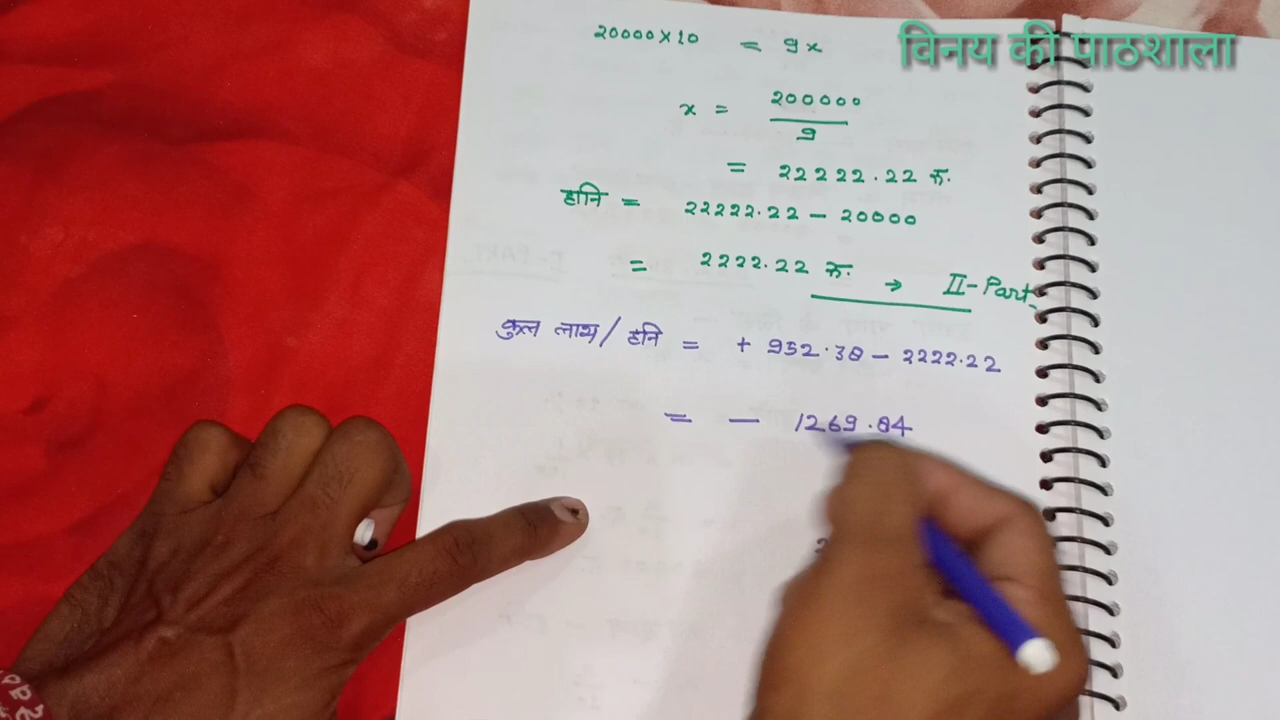 विनय की पाठशाला
20000×10 = 9x
x = 200000
9
= 22222.22 रु.
हानि = 22222.22 – 20000
= 2222.22 रु. → II-Part
कुल लाभ/हनि = + 952.38 – 2222.22
= – 1269.84